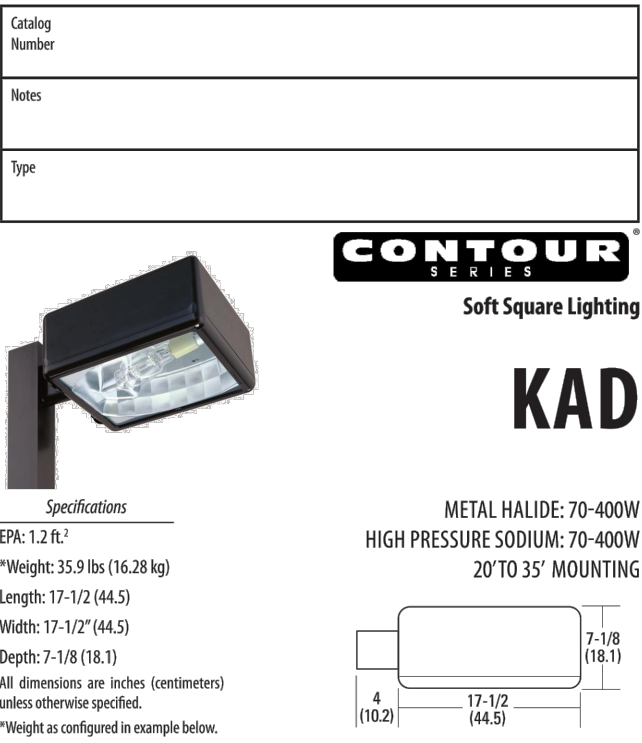 Catalog
Number
Notes
Type
CONTOUR®
SERIES
Soft Square Lighting
KAD
Specifications
EPA: 1.2 ft.²
*Weight: 35.9 lbs (16.28 kg)
Length: 17-1/2 (44.5)
Width: 17-1/2” (44.5)
Depth: 7-1/8 (18.1)
All dimensions are inches (centimeters)
unless otherwise specified.
*Weight as configured in example below.
METAL HALIDE: 70-400W
HIGH PRESSURE SODIUM: 70-400W
20’ TO 35’ MOUNTING
7-1/8
(18.1)
4
(10.2)
17-1/2
(44.5)